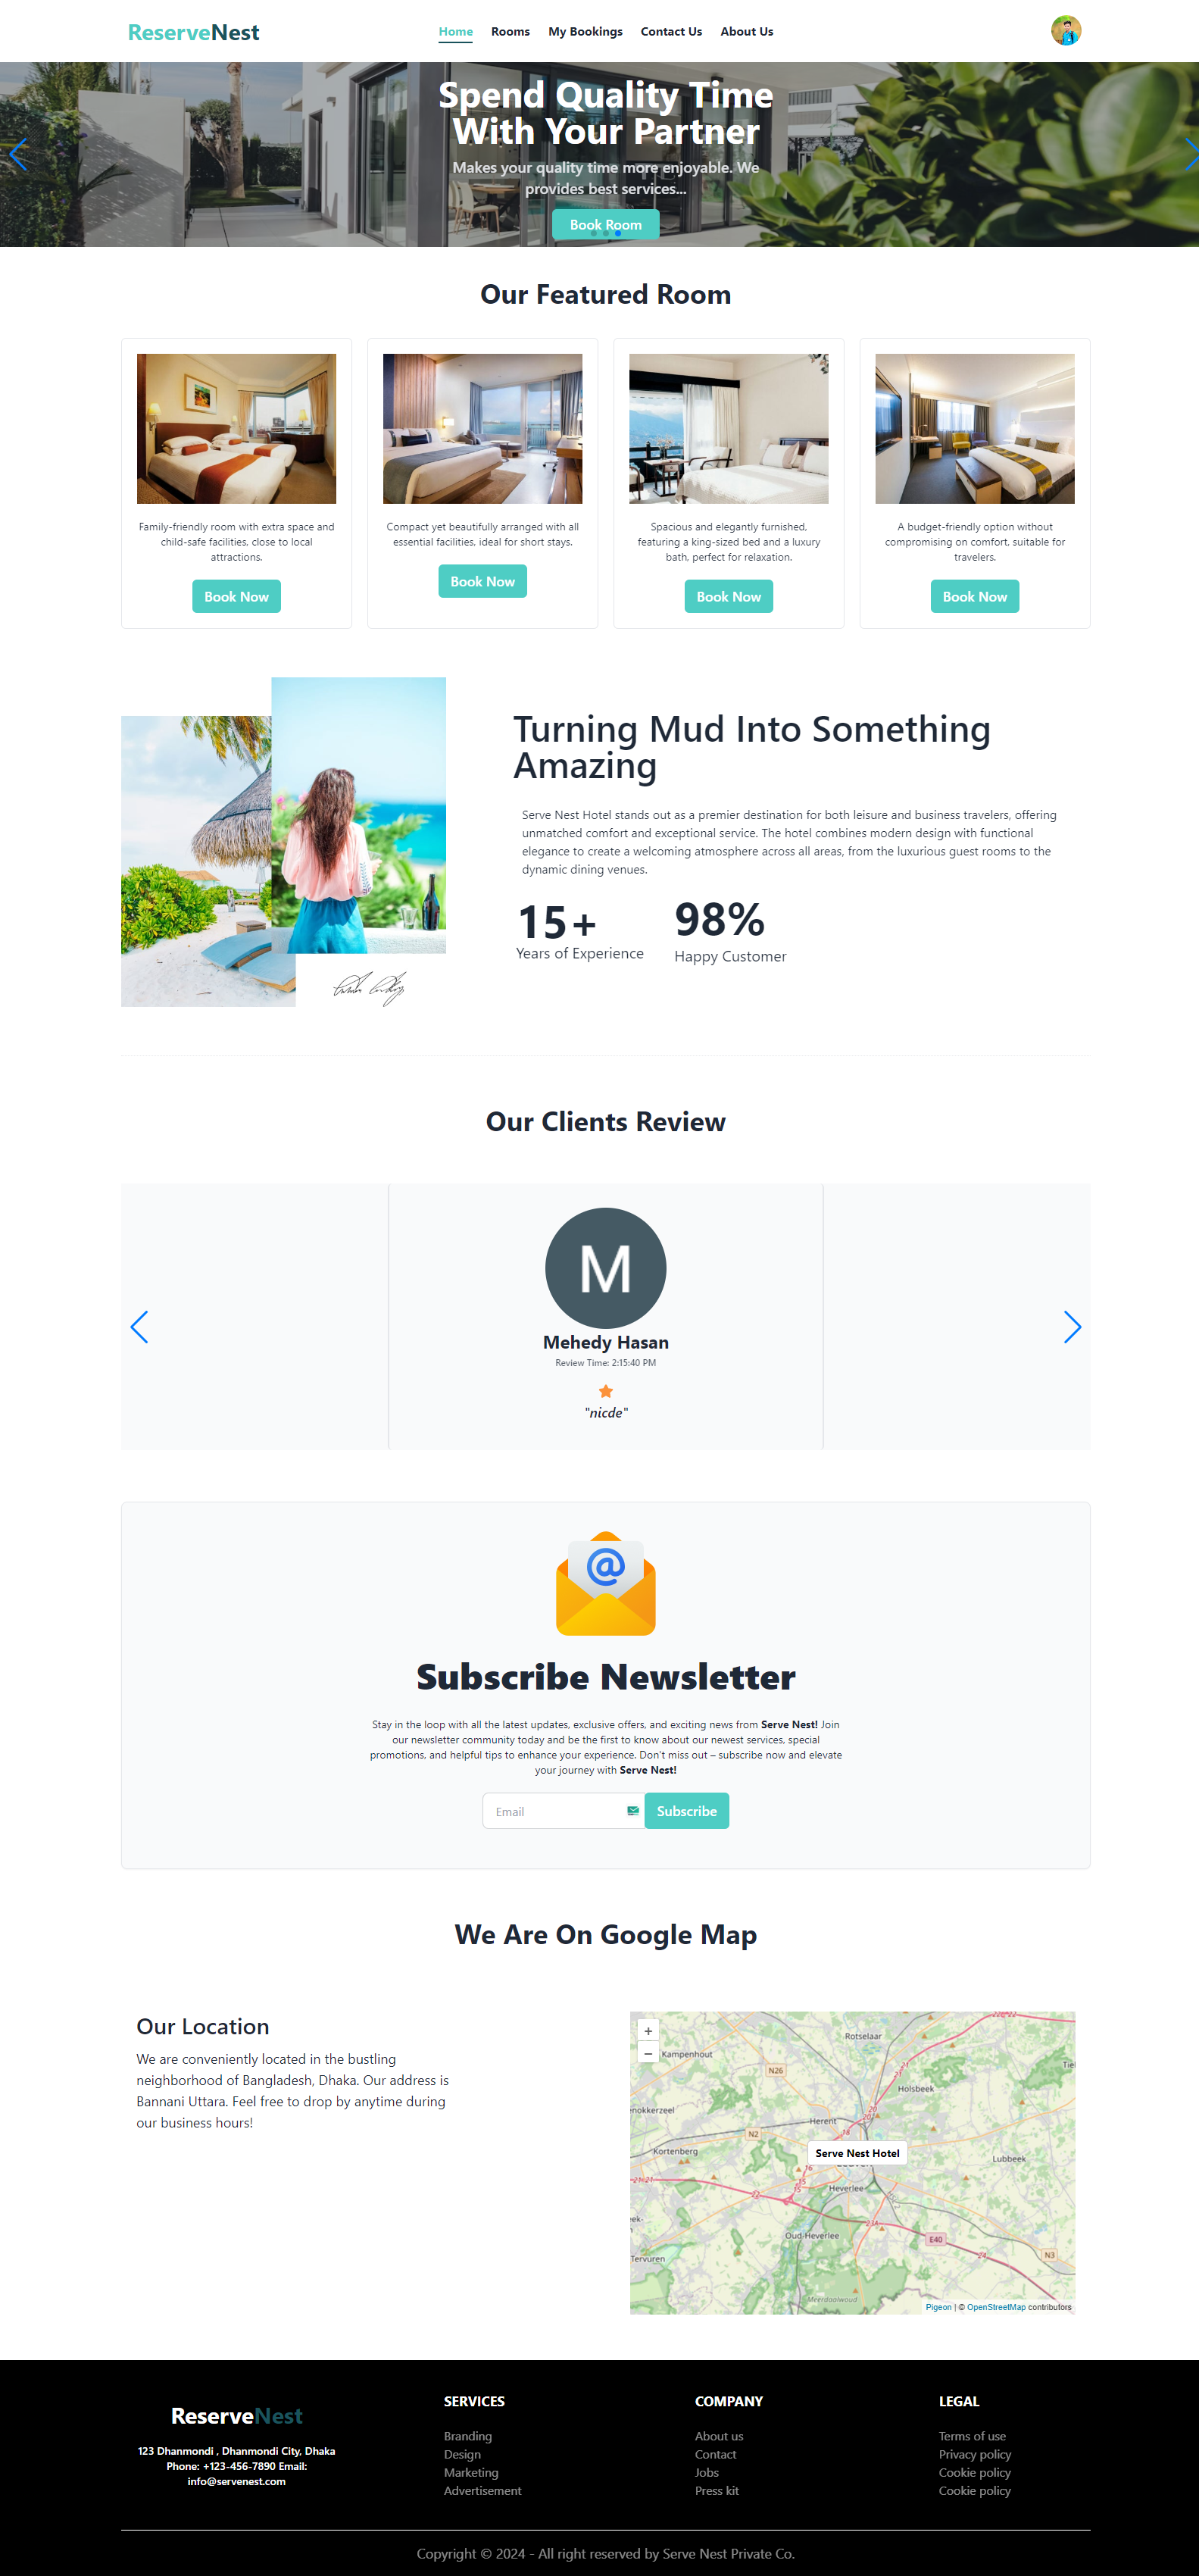 ReserveNest
Home Rooms My Bookings Contact Us About Us
Spend Quality Time
With Your Partner
Makes your quality time more enjoyable. We
provides best services...
Book Room
Our Featured Room
Family-friendly room with extra space and
child-safe facilities, close to local
attractions.
Book Now
Compact yet beautifully arranged with all
essential facilities, ideal for short stays.
Book Now
Spacious and elegantly furnished,
featuring a king-sized bed and a luxury
bath, perfect for relaxation.
Book Now
A budget-friendly option without
compromising on comfort, suitable for
travelers.
Book Now
Turning Mud Into Something
Amazing
Serve Nest Hotel stands out as a premier destination for both leisure and business travelers, offering
unmatched comfort and exceptional service. The hotel combines modern design with functional
elegance to create a welcoming atmosphere across all areas, from the luxurious guest rooms to the
dynamic dining venues.
15+
Years of Experience
98%
Happy Customer
Our Clients Review
M
Mehedy Hasan
Review Time: 2:15:40 PM
"nicde"
@
Subscribe Newsletter
Stay in the loop with all the latest updates, exclusive offers, and exciting news from Serve Nest! Join
our newsletter community today and be the first to know about our newest services, special
promotions, and helpful tips to enhance your experience. Don't miss out – subscribe now and elevate
your journey with Serve Nest!
Email
Subscribe
We Are On Google Map
Our Location
We are conveniently located in the bustling
neighborhood of Bangladesh, Dhaka. Our address is
Bannani Uttara. Feel free to drop by anytime during
our business hours!
+
−
Rotselaar
Kampenhout
N26
21
Holsbeek
20
Herent
N2
18
Kortenberg
Serve Nest Hotel
Lubbeek
16
15
Heverlee
Oud-Heverlee
23A
E40
24
N3
Tervuren
Meerdaalwoud
Pigeon | © OpenStreetMap contributors
ReserveNest
123 Dhanmondi , Dhanmondi City, Dhaka
Phone: +123-456-7890 Email:
info@servenest.com
SERVICES
Branding
Design
Marketing
Advertisement
COMPANY
About us
Contact
Jobs
Press kit
LEGAL
Terms of use
Privacy policy
Cookie policy
Cookie policy
Copyright © 2024 - All right reserved by Serve Nest Private Co.